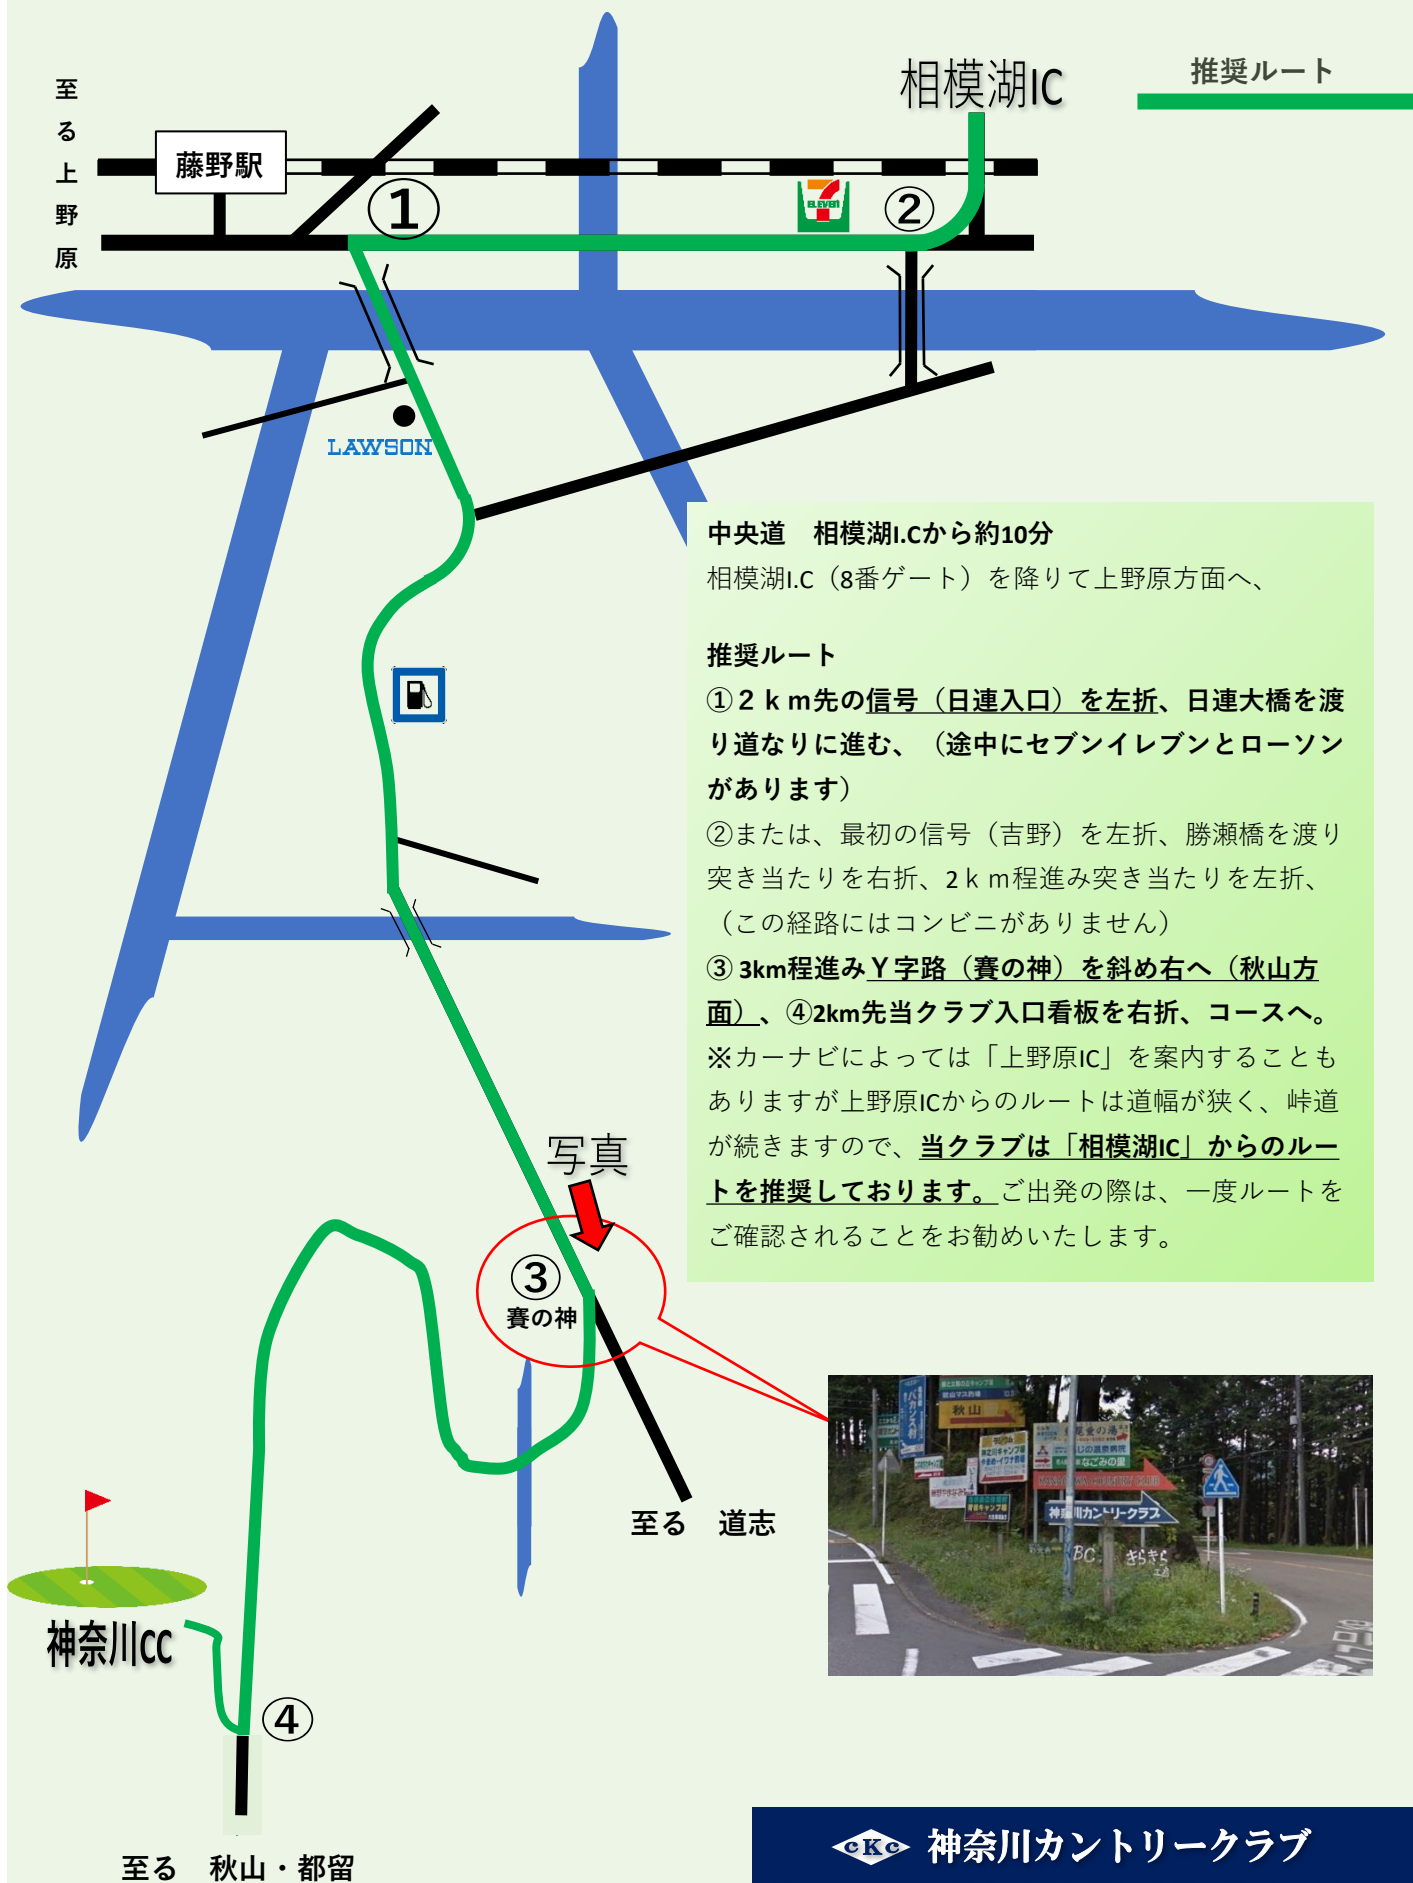 相模湖IC
推奨ルート
至る上野原
藤野駅
①
②
ELEVEN
LAWSON
中央道　相模湖I.Cから約10分
相模湖I.C（8番ゲート）を降りて上野原方面へ、
推奨ルート
①２ｋｍ先の信号（日連入口）を左折、日連大橋を渡
り道なりに進む、（途中にセブンイレブンとローソン
があります）
②または、最初の信号（吉野）を左折、勝瀬橋を渡り
突き当たりを右折、2ｋｍ程進み突き当たりを左折、
（この経路にはコンビニがありません）
③ 3km程進みＹ字路（賽の神）を斜め右へ（秋山方
面）、④2km先当クラブ入口看板を右折、コースへ。
※カーナビによっては「上野原IC」を案内することも
ありますが上野原ICからのルートは道幅が狭く、峠道
が続きますので、当クラブは「相模湖IC」からのルー
トを推奨しております。ご出発の際は、一度ルートを
ご確認されることをお勧めいたします。
写真
③
賽の神
至る　道志
秋山
KANAGAWA COUNTRY CLUB
神奈川カントリークラブ
BC
きらきら
神奈川CC
④
至る　秋山・都留
CKC 神奈川カントリークラブ